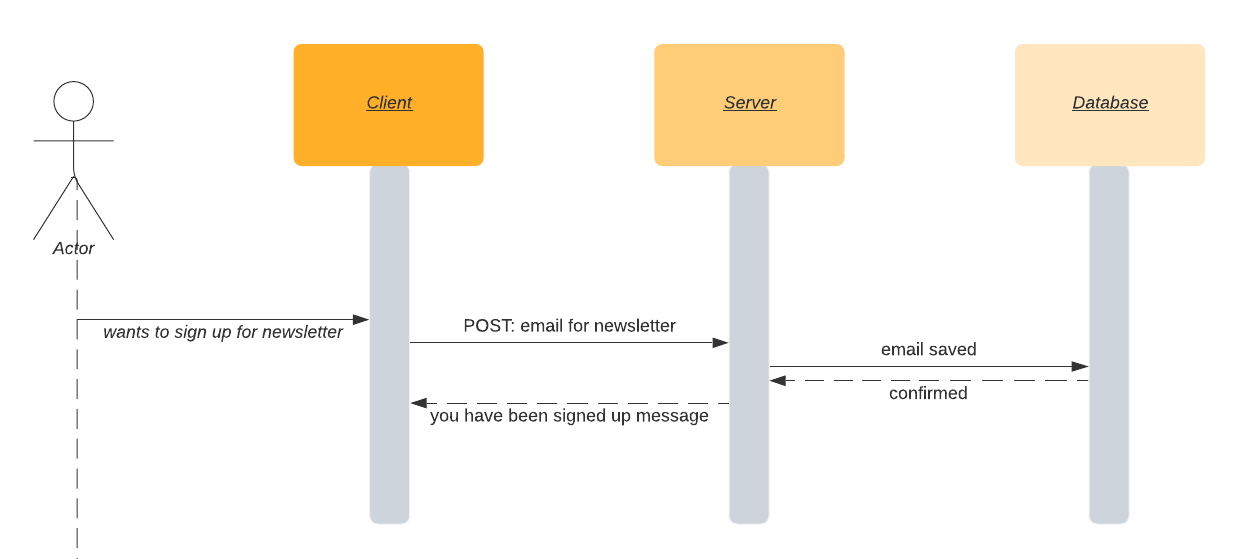 Client
Server
Database
Actor
wants to sign up for newsletter
POST: email for newsletter
email saved
confirmed
you have been signed up message